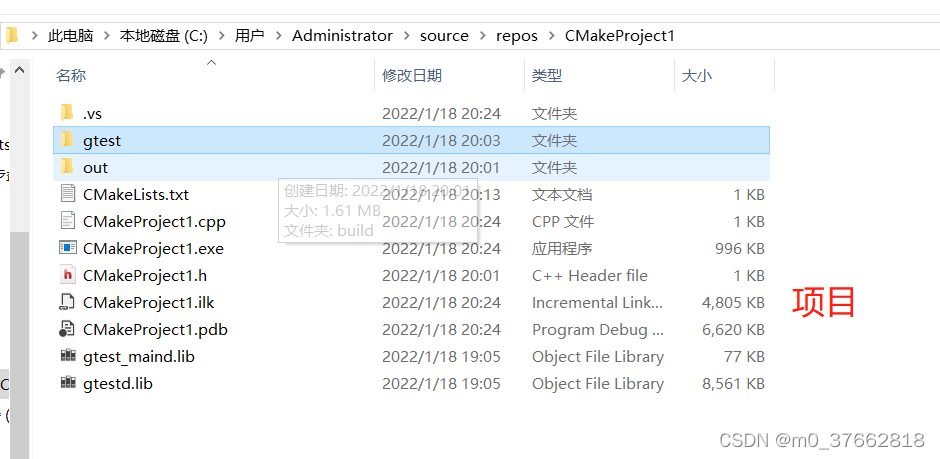 此电脑 > 本地磁盘 (C:) > 用户 > Administrator > source > repos > CMakeProject1
名称 修改日期 类型 大小
.vs 2022/1/18 20:24 文件夹
gtest 2022/1/18 20:03 文件夹
out 2022/1/18 20:01 文件夹
CMakeLists.txt 2022/1/18 20:13 文本文档 1 KB
创建日期: 2022/1/18 20:01
大小: 1.61 MB
文件夹: build
CMakeProject1.cpp 2022/1/18 20:24 CPP 文件 1 KB
CMakeProject1.exe 2022/1/18 20:24 应用程序 996 KB
CMakeProject1.h 2022/1/18 20:01 C++ Header file 1 KB
CMakeProject1.ilk 2022/1/18 20:24 Incremental Link... 4,805 KB
项目
CMakeProject1.pdb 2022/1/18 20:24 Program Debug ... 6,620 KB
gtest_maind.lib 2022/1/18 19:05 Object File Library 77 KB
gtestd.lib 2022/1/18 19:05 Object File Library 8,561 KB
CSDN @m0_37662818